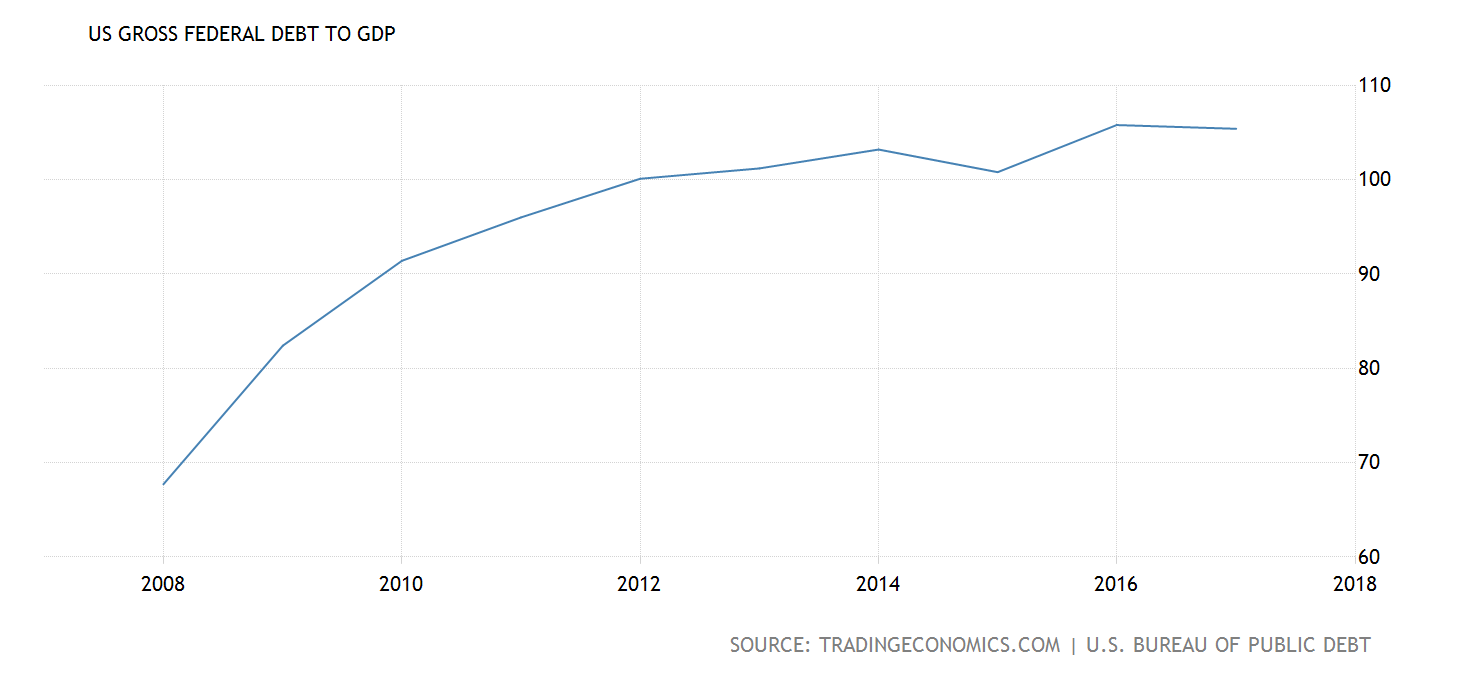 US GROSS FEDERAL DEBT TO GDP
110
100
90
80
70
60
2008 2010 2012 2014 2016 2018
SOURCE: TRADINGECONOMICS.COM | U.S. BUREAU OF PUBLIC DEBT